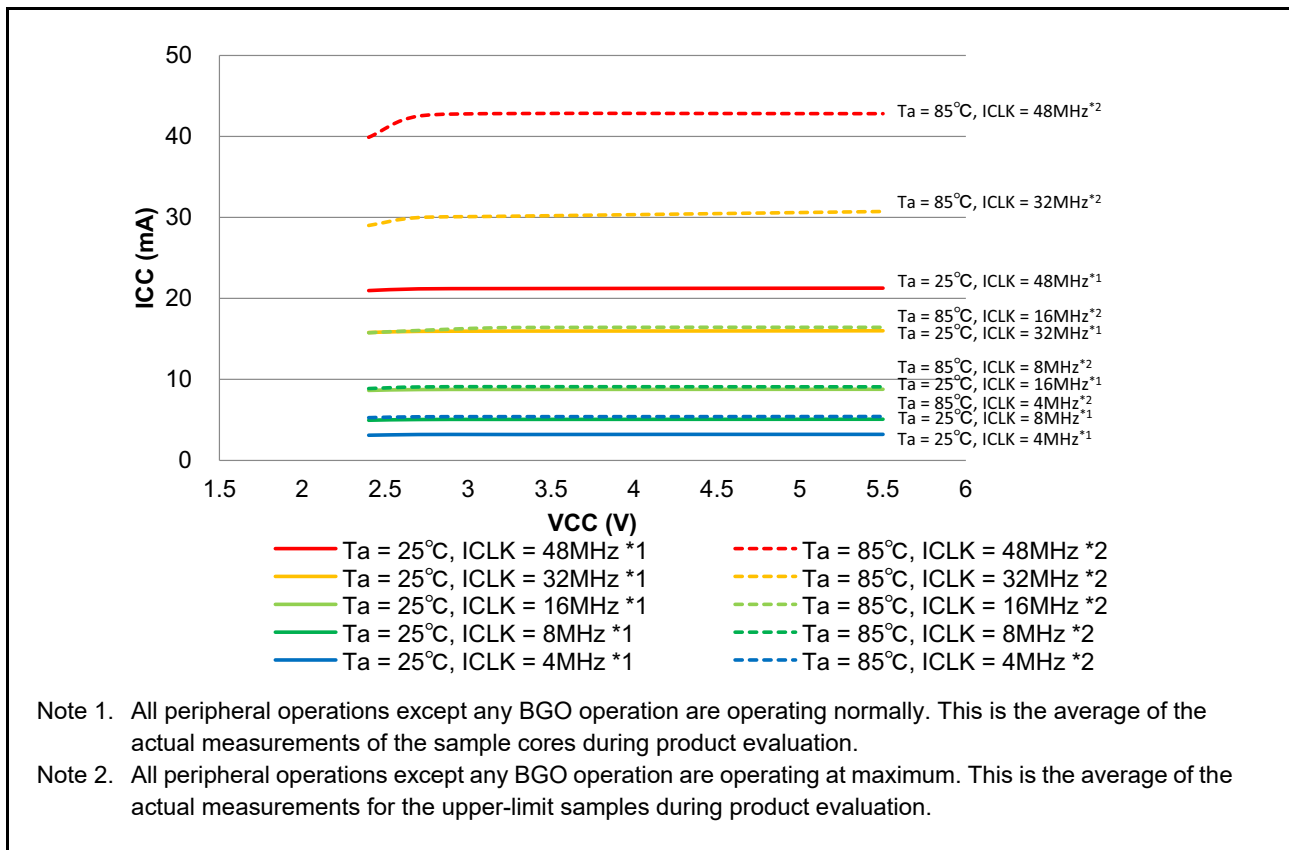 50
40
30
20
10
0
ICC (mA)
Ta = 85℃, ICLK = 48MHz*2
Ta = 85℃, ICLK = 32MHz*2
Ta = 25℃, ICLK = 48MHz*1
Ta = 85℃, ICLK = 16MHz*2
Ta = 25℃, ICLK = 32MHz*1
Ta = 85℃, ICLK = 8MHz*2
Ta = 25℃, ICLK = 16MHz*1
Ta = 85℃, ICLK = 4MHz*2
Ta = 25℃, ICLK = 8MHz*1
Ta = 25℃, ICLK = 4MHz*1
1.5 2 2.5 3 3.5 4 4.5 5 5.5 6
VCC (V)
Ta = 25℃, ICLK = 48MHz *1 Ta = 85℃, ICLK = 48MHz *2
Ta = 25℃, ICLK = 32MHz *1 Ta = 85℃, ICLK = 32MHz *2
Ta = 25℃, ICLK = 16MHz *1 Ta = 85℃, ICLK = 16MHz *2
Ta = 25℃, ICLK = 8MHz *1 Ta = 85℃, ICLK = 8MHz *2
Ta = 25℃, ICLK = 4MHz *1 Ta = 85℃, ICLK = 4MHz *2
Note 1. All peripheral operations except any BGO operation are operating normally. This is the average of the
actual measurements of the sample cores during product evaluation.
Note 2. All peripheral operations except any BGO operation are operating at maximum. This is the average of the
actual measurements for the upper-limit samples during product evaluation.